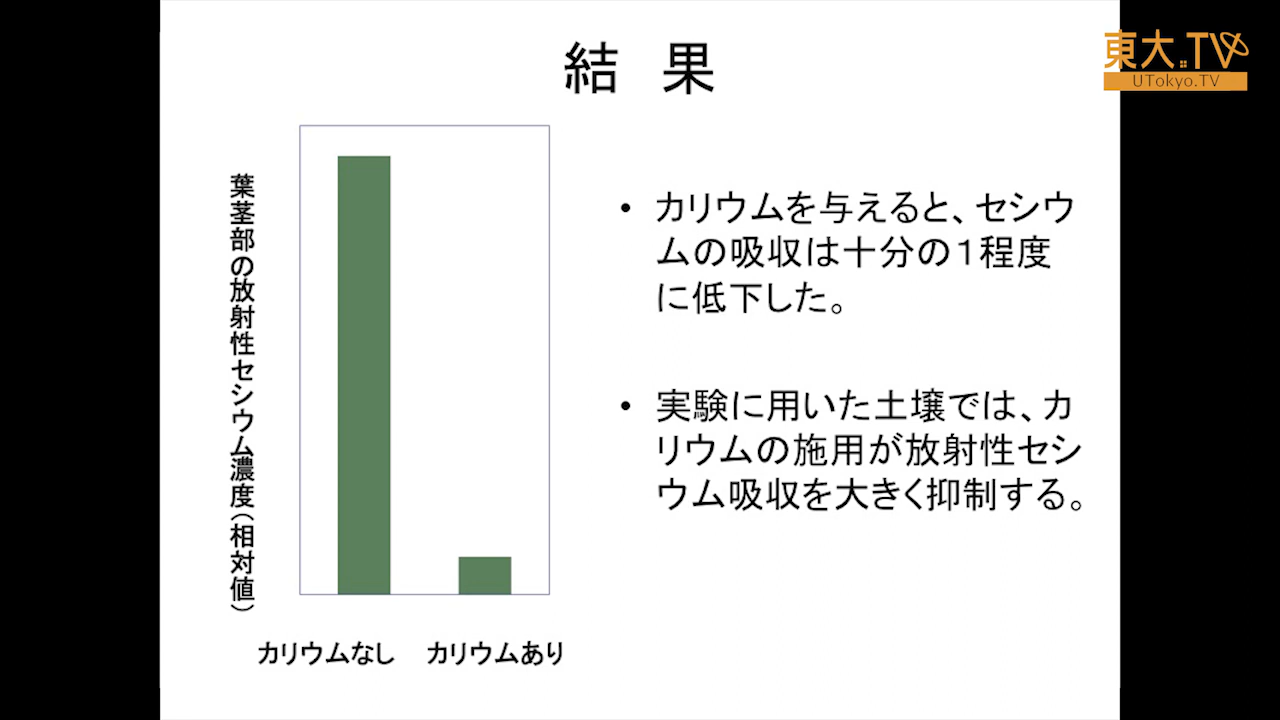 結 果
東大.TV
UTokyo.TV
葉茎部の放射性セシウム濃度(相対値)
カリウムなし
カリウムあり
• カリウムを与えると、セシウ
ムの吸収は十分の1程度
に低下した。
• 実験に用いた土壌では、カ
リウムの施用が放射性セシ
ウム吸収を大きく抑制する。